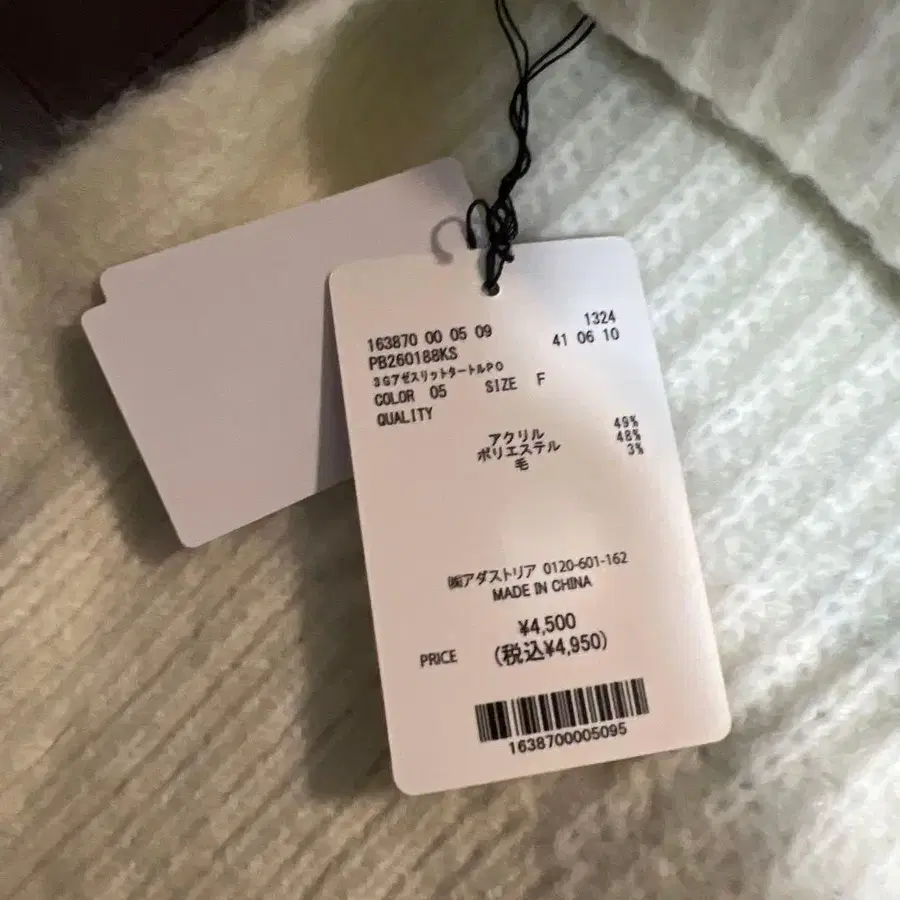 163870 00 05 09 1324
PB260188KS 41 06 10
3GアゼスリットタートルPO
COLOR 05 SIZE F
QUALITY
アクリル 49%
ポリエステル 48%
毛 3%
㈱アダストリア 0120-601-162
MADE IN CHINA
¥4,500
PRICE (税込¥4,950)
1638700005095